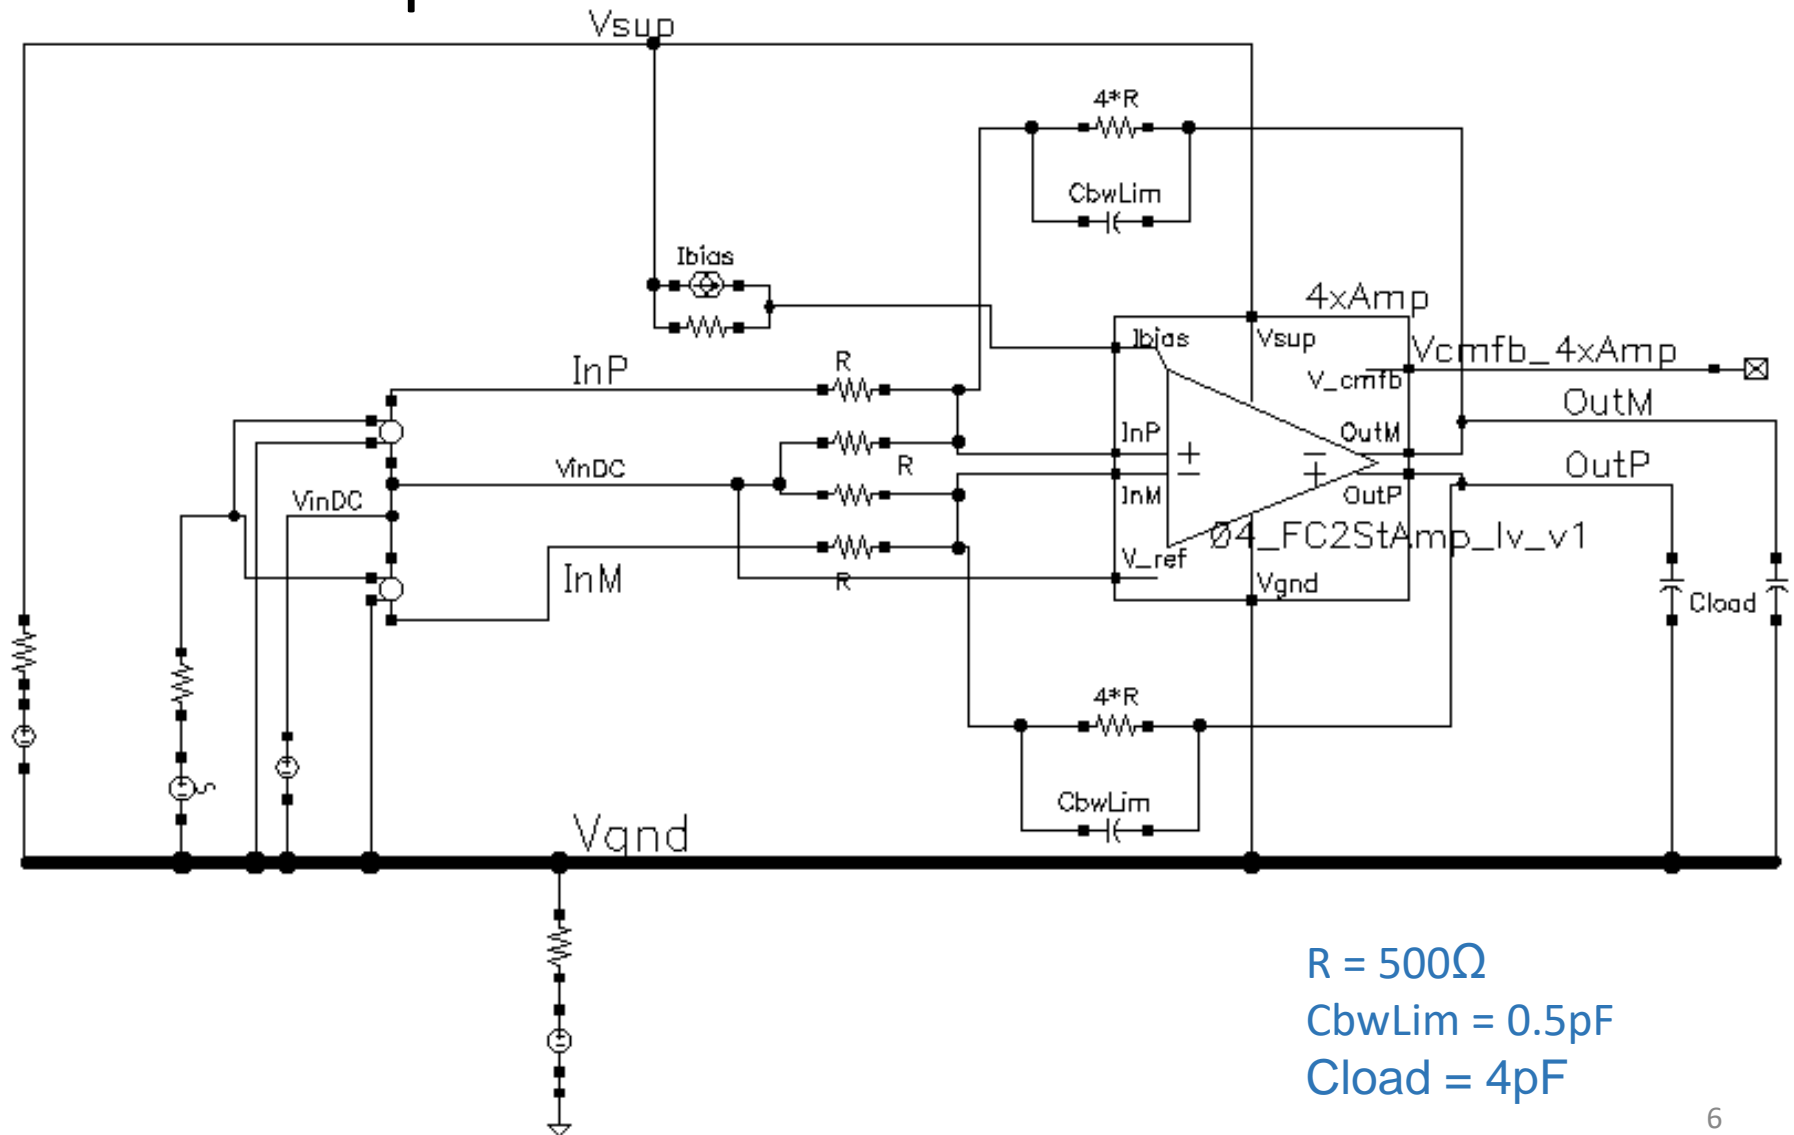 Vsup
4*R
CbwLim
Ibias
4xAmp
Ibias
Vsup
Vcmfb_4xAmp
V_cmfb
R
InP
OutM
InP
OutM
R
VinDC
OutP
VinDC
InM
OutP
04_FC2StAmp_lv_v1
V_ref
InM
R
Vgnd
Cload
4*R
CbwLim
Vgnd
R = 500Ω
CbwLim = 0.5pF
Cload = 4pF
6